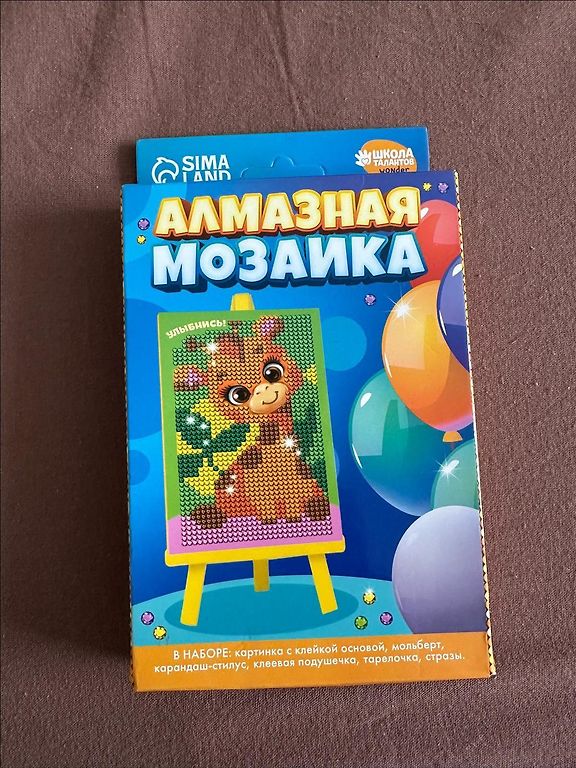 SIMA
LAND
ШКОЛА
ТАЛАНТОВ
АЛМАЗНАЯ
МОЗАИКА
УЛЫБНИСЬ!
В НАБОРЕ: картинка с клейкой основой, мольберт,
карандаш-стилус, клеевая подушечка, тарелочка, стразы.